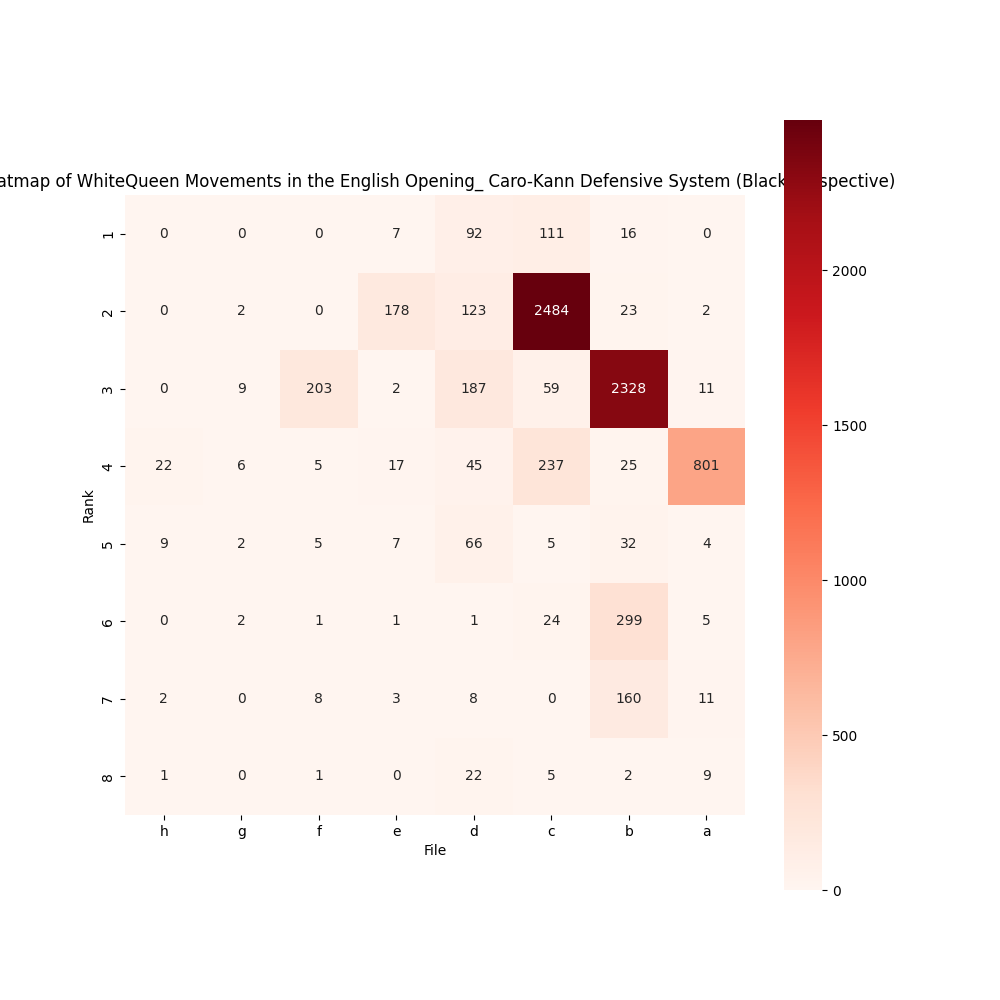 atmap of WhiteQueen Movements in the English Opening_ Caro-Kann Defensive System (Black spective)
1 0 0 0 7 92 111 16 0
2000
2 0 2 0 178 123 2484 23 2
3 0 9 203 2 187 59 2328 11
1500
4 22 6 5 17 45 237 25 801
Rank
5 9 2 5 7 66 5 32 4
1000
6 0 2 1 1 1 24 299 5
7 2 0 8 3 8 0 160 11
500
8 1 0 1 0 22 5 2 9
h g f e d c b a
File
0